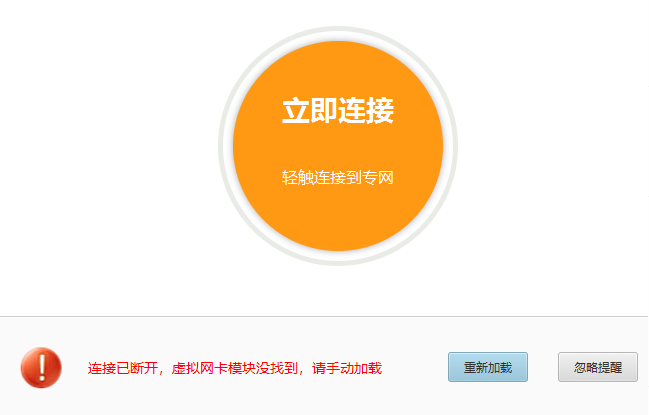 立即连接
轻触连接到专网
连接已断开，虚拟网卡模块没找到，请手动加载
重新加载
忽略提醒